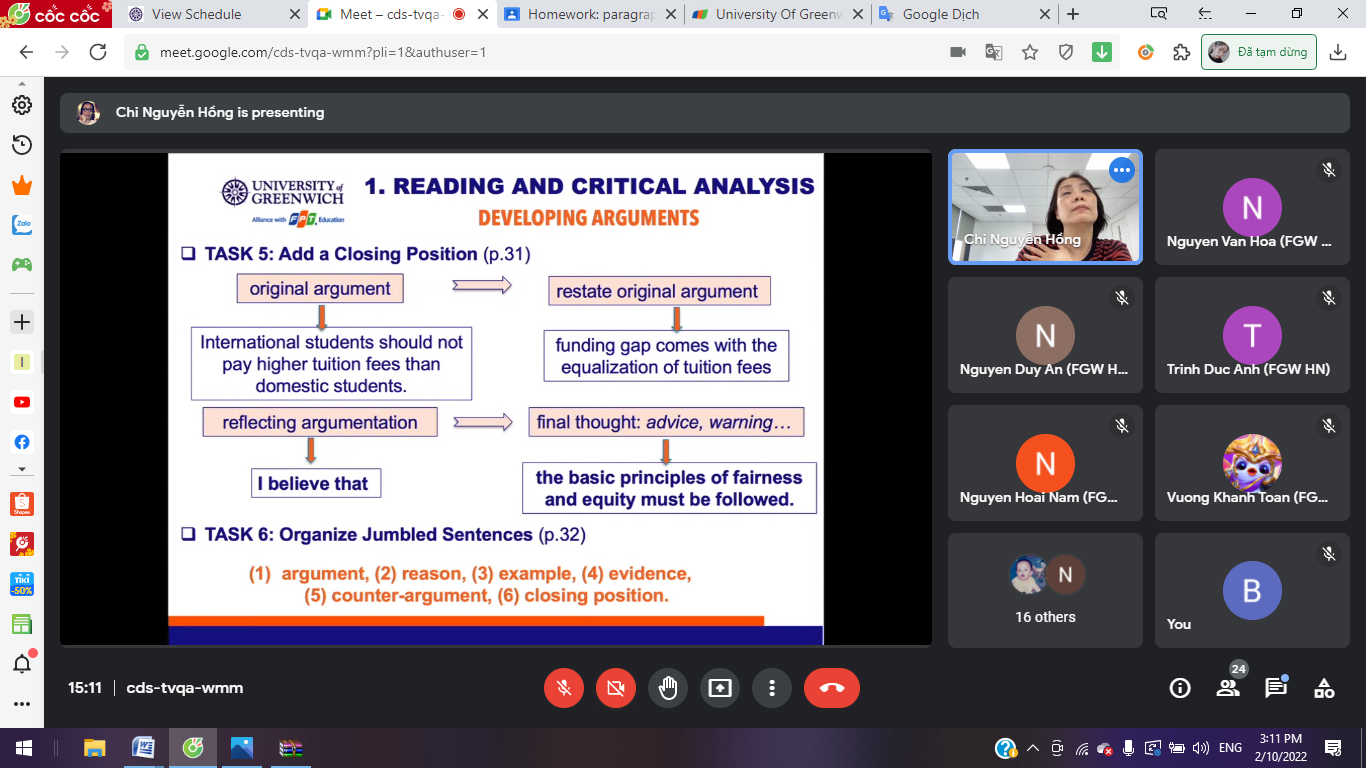 cốc cốc
View Schedule
Meet – cds-tvqa-
Homework: paragrap
University Of Greenw
Google Dịch
meet.google.com/cds-tvqa-wmm?pli=1&authuser=1
Đã tạm dừng
Chi Nguyễn Hồng is presenting
UNIVERSITY of
GREENWICH
Alliance with FPT Education
1. READING AND CRITICAL ANALYSIS
DEVELOPING ARGUMENTS
TASK 5: Add a Closing Position (p.31)
original argument
restate original argument
International students should not
pay higher tuition fees than
domestic students.
funding gap comes with the
equalization of tuition fees
reflecting argumentation
final thought: advice, warning…
I believe that
the basic principles of fairness
and equity must be followed.
TASK 6: Organize Jumbled Sentences (p.32)
(1) argument, (2) reason, (3) example, (4) evidence,
(5) counter-argument, (6) closing position.
Chi Nguyễn Hồng
N
Nguyen Van Hoa (FGW ...
N
Nguyen Duy An (FGW H...
T
Trinh Duc Anh (FGW HN)
N
Nguyen Hoai Nam (FG...
Vuong Khanh Toan (FG...
N
16 others
B
You
Zalo
I
Shopee
TIKI
-50%
15:11 | cds-tvqa-wmm
24
ENG
3:11 PM
2/10/2022